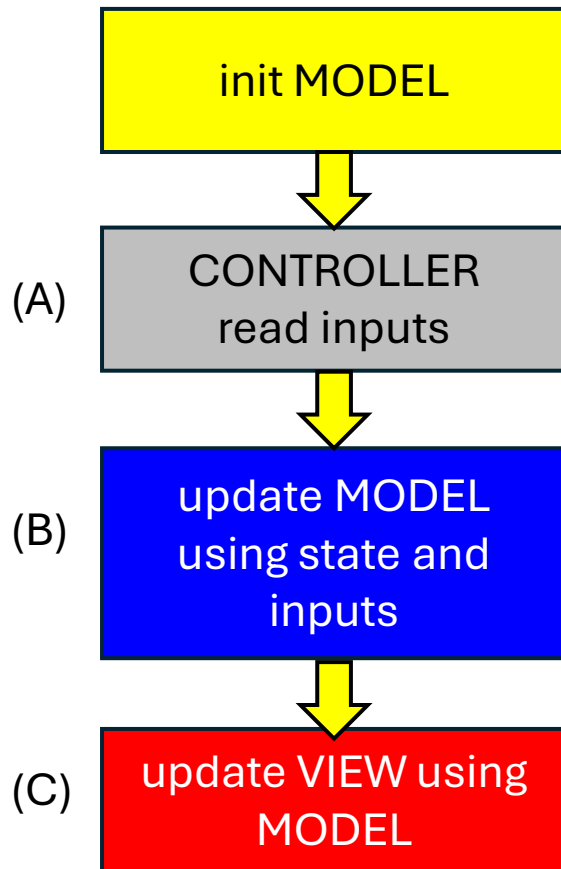 init MODEL
(A)
CONTROLLER
read inputs
(B)
update MODEL
using state and
inputs
(C)
update VIEW using
MODEL